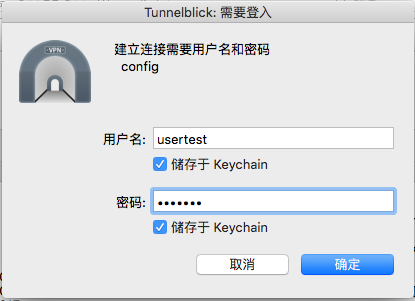 Tunnelblick: 需要登入
VPN
建立连接需要用户名和密码
config
用户名: usertest
储存于 Keychain
密码: •••••••
储存于 Keychain
取消 确定